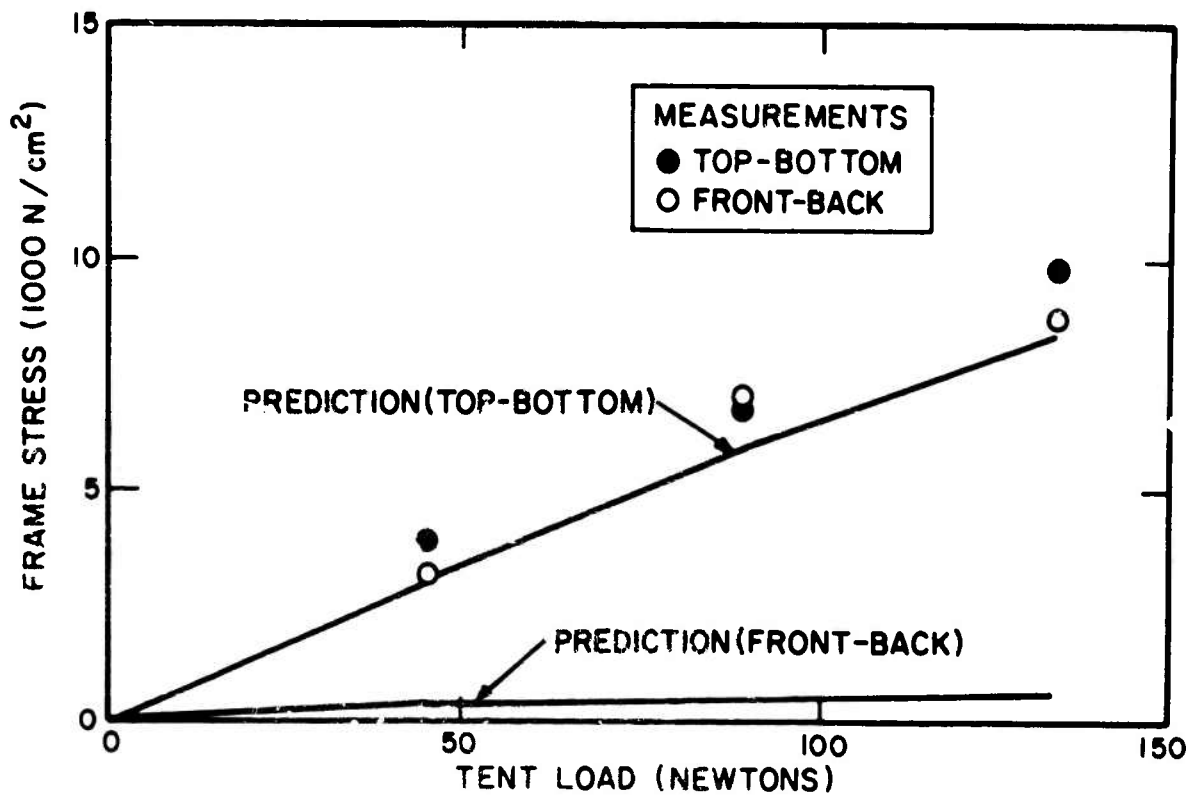 15
MEASUREMENTS
● TOP-BOTTOM
○ FRONT-BACK
10
PREDICTION(TOP-BOTTOM)
5
PREDICTION(FRONT-BACK)
0
0 50 100 150
TENT LOAD (NEWTONS)
FRAME STRESS (1000 N/cm²)